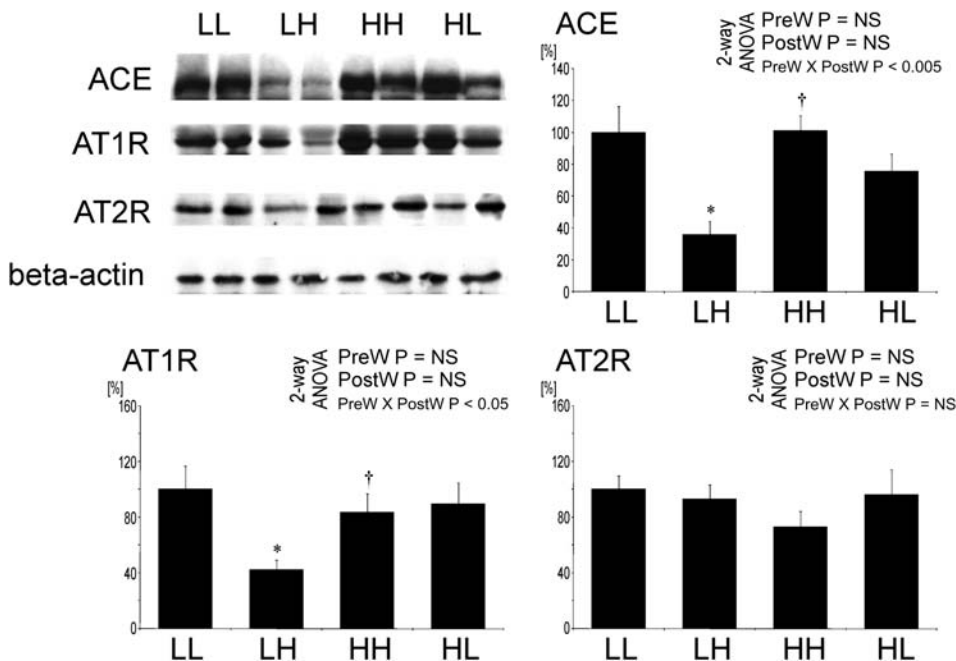 LL LH HH HL
ACE
AT1R
AT2R
beta-actin
ACE
2-way
ANOVA
PreW P = NS
PostW P = NS
PreW X PostW P < 0.005
[%]
140
120
100
80
60
40
20
0
*
†
LL LH HH HL
AT1R
2-way
ANOVA
PreW P = NS
PostW P = NS
PreW X PostW P < 0.05
[%]
160
120
80
40
0
*
†
LL LH HH HL
AT2R
2-way
ANOVA
PreW P = NS
PostW P = NS
PreW X PostW P = NS
[%]
160
120
80
40
0
LL LH HH HL